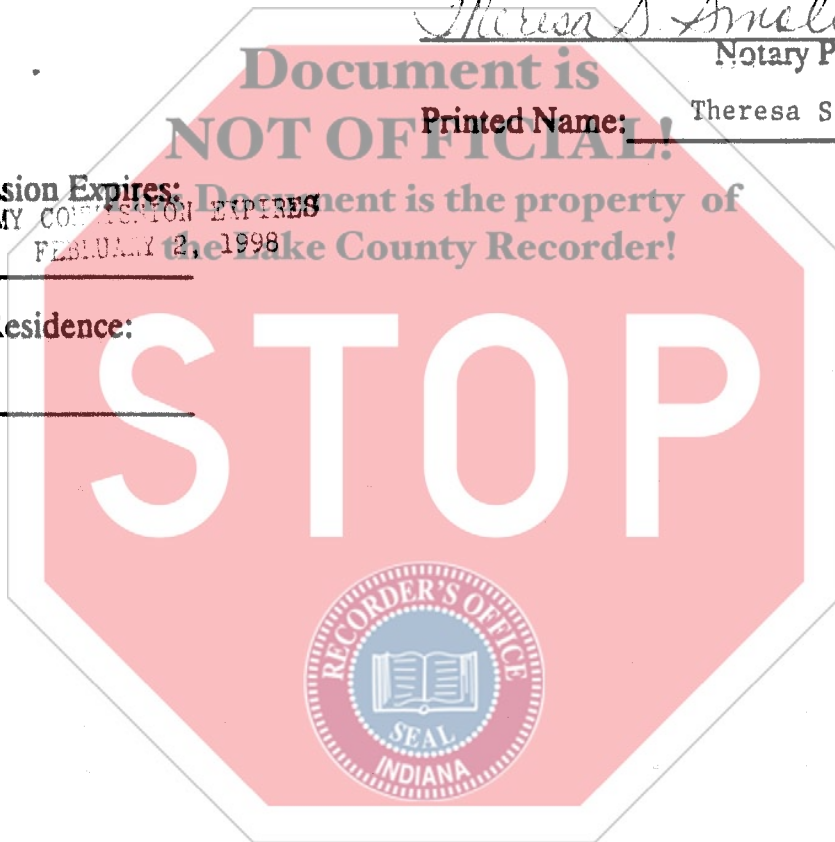 Theresa S.
Document is
Notary P
NOT OFFICIAL!
Printed Name: Theresa S
sion Expires:
This Document is the property of
MY COMMISSION EXPIRES
FEBRUARY 2, 1998
the Lake County Recorder!
esidence:
STOP
RECORDER'S OFFICE
SEAL
INDIANA